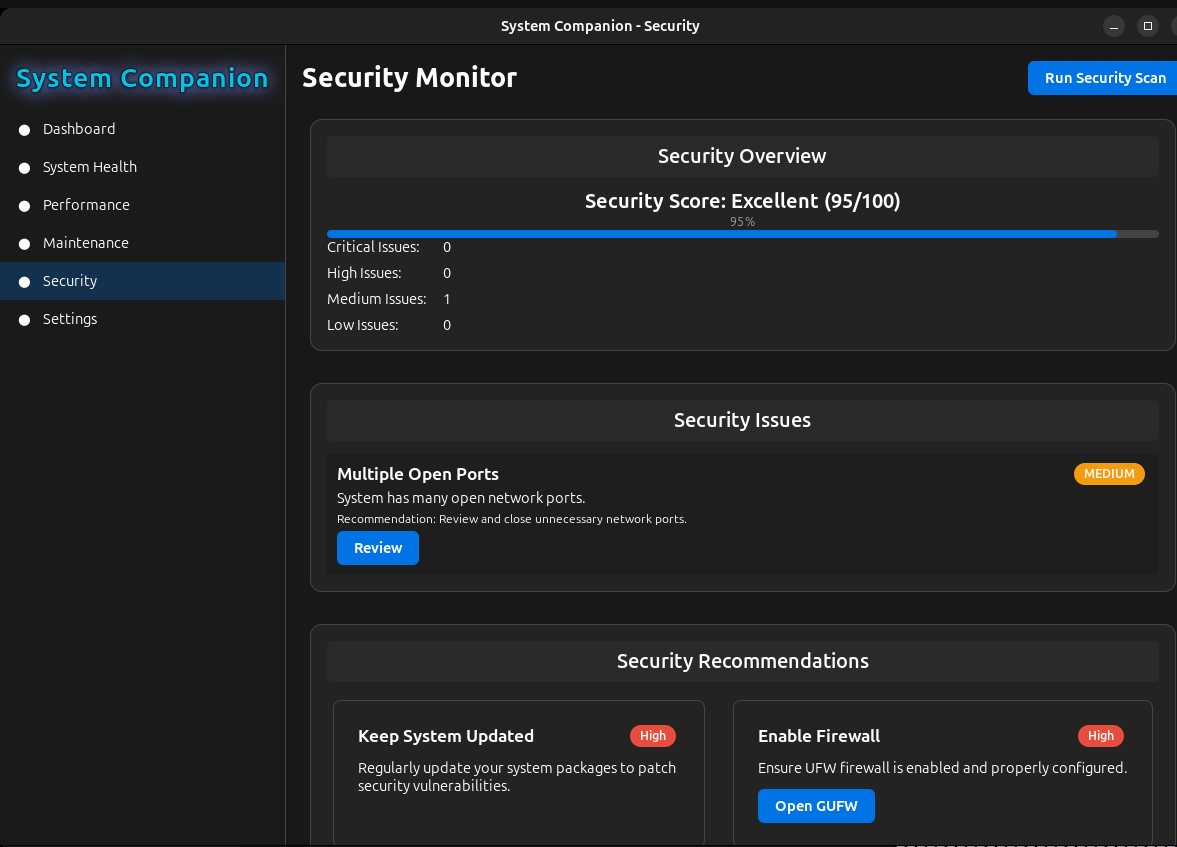 System Companion - Security
System Companion
Dashboard
System Health
Performance
Maintenance
Security
Settings
Security Monitor
Run Security Scan
Security Overview
Security Score: Excellent (95/100)
95%
Critical Issues: 0
High Issues: 0
Medium Issues: 1
Low Issues: 0
Security Issues
Multiple Open Ports
MEDIUM
System has many open network ports.
Recommendation: Review and close unnecessary network ports.
Review
Security Recommendations
Keep System Updated
High
Regularly update your system packages to patch
security vulnerabilities.
Enable Firewall
High
Ensure UFW firewall is enabled and properly configured.
Open GUFW